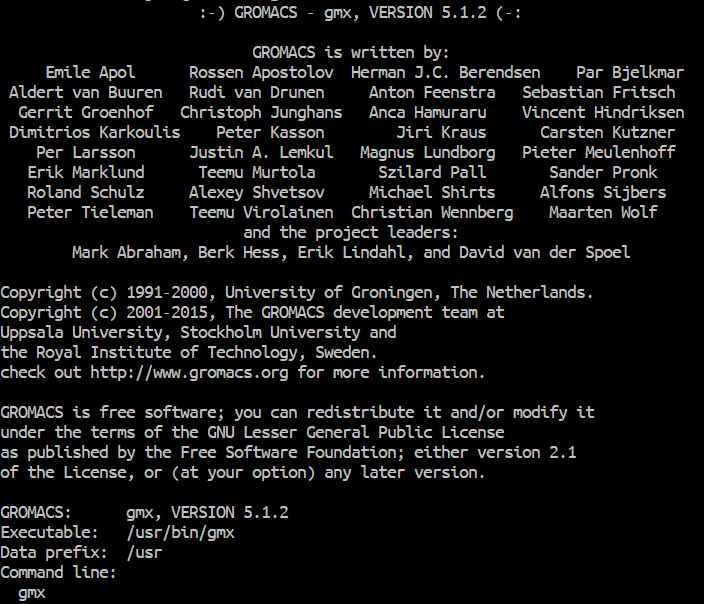 :-) GROMACS - gmx, VERSION 5.1.2 (-:
GROMACS is written by:
Emile Apol Rossen Apostolov Herman J.C. Berendsen Par Bjelkmar
Aldert van Buuren Rudi van Drunen Anton Feenstra Sebastian Fritsch
Gerrit Groenhof Christoph Junghans Anca Hamuraru Vincent Hindriksen
Dimitrios Karkoulis Peter Kasson Jiri Kraus Carsten Kutzner
Per Larsson Justin A. Lemkul Magnus Lundborg Pieter Meulenhoff
Erik Marklund Teemu Murtola Szilard Pall Sander Pronk
Roland Schulz Alexey Shvetsov Michael Shirts Alfons Sijbers
Peter Tieleman Teemu Virolainen Christian Wennberg Maarten Wolf
and the project leaders:
Mark Abraham, Berk Hess, Erik Lindahl, and David van der Spoel
Copyright (c) 1991-2000, University of Groningen, The Netherlands.
Copyright (c) 2001-2015, The GROMACS development team at
Uppsala University, Stockholm University and
the Royal Institute of Technology, Sweden.
check out http://www.gromacs.org for more information.
GROMACS is free software; you can redistribute it and/or modify it
under the terms of the GNU Lesser General Public License
as published by the Free Software Foundation; either version 2.1
of the License, or (at your option) any later version.
GROMACS: gmx, VERSION 5.1.2
Executable: /usr/bin/gmx
Data prefix: /usr
Command line:
gmx